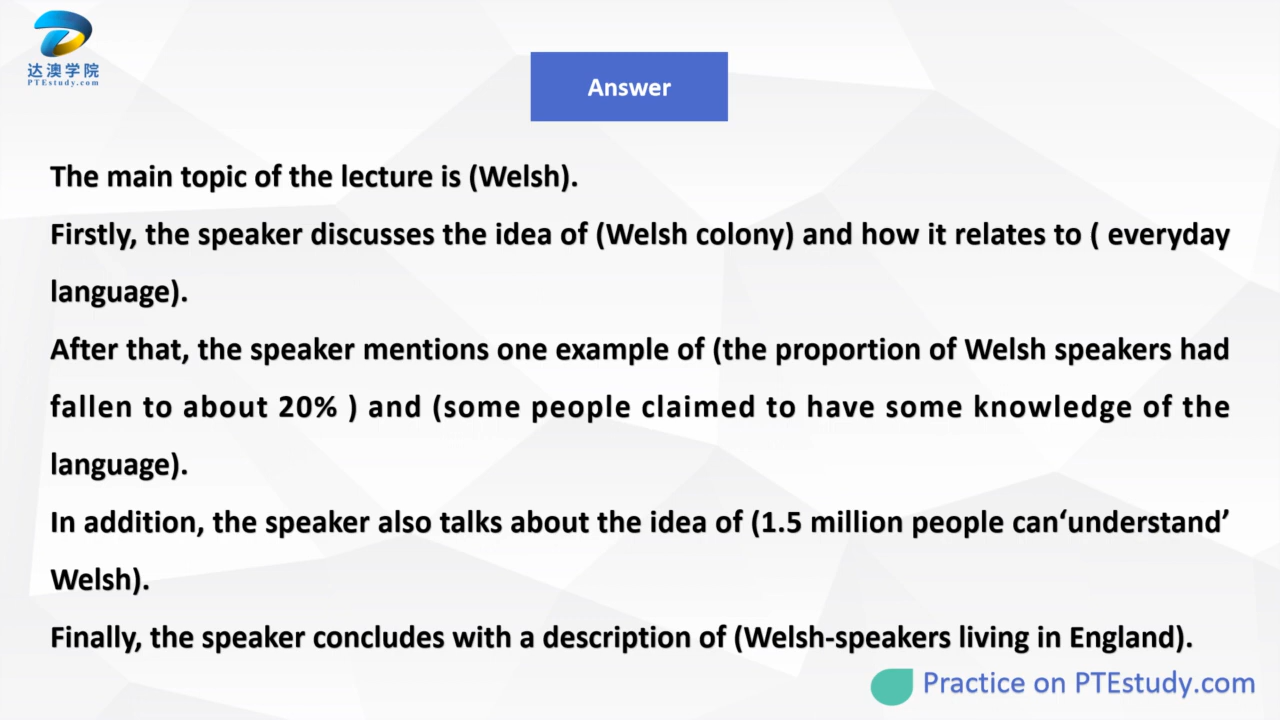 达澳学院
PTEstudy.com
Answer
The main topic of the lecture is (Welsh).
Firstly, the speaker discusses the idea of (Welsh colony) and how it relates to ( everyday
language).
After that, the speaker mentions one example of (the proportion of Welsh speakers had
fallen to about 20% ) and (some people claimed to have some knowledge of the
language).
In addition, the speaker also talks about the idea of (1.5 million people can‘understand’
Welsh).
Finally, the speaker concludes with a description of (Welsh-speakers living in England).
Practice on PTEstudy.com